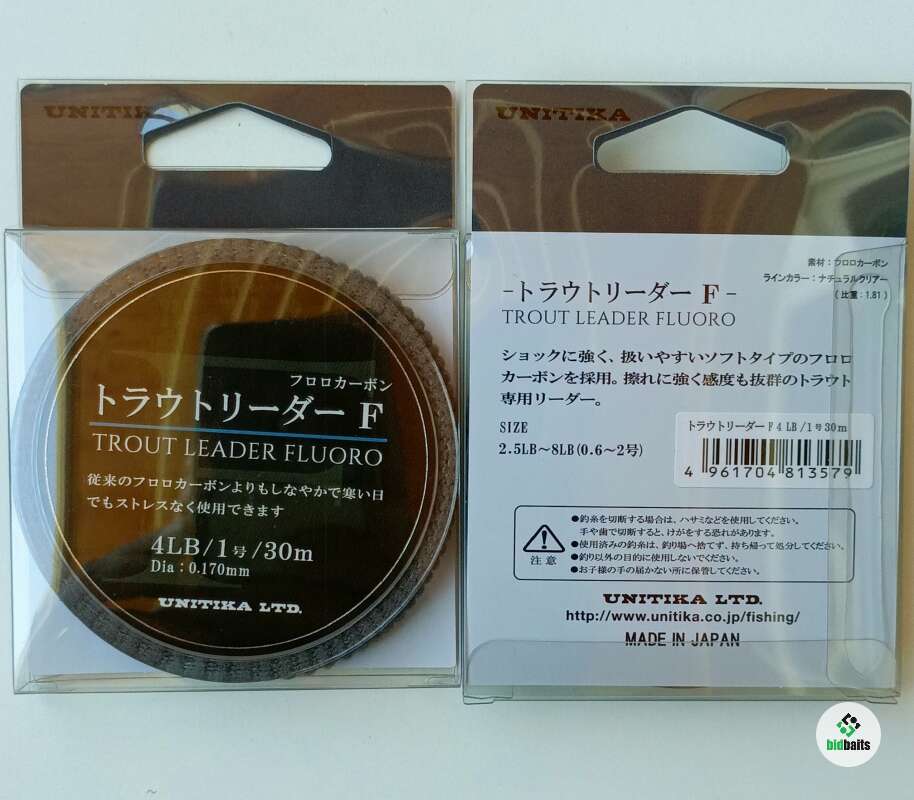 UNITIKA
フロロカーボン
トラウトリーダー F
TROUT LEADER FLUORO
従来のフロロカーボンよりもしなやかで寒い日
でもストレスなく使用できます
4LB/1号/30m
Dia：0.170mm
UNITIKA LTD.
UNITIKA
素材：フロロカーボン
ラインカラー：ナチュラルクリアー
（比重：1.81）
-トラウトリーダー F-
TROUT LEADER FLUORO
ショックに強く、扱いやすいソフトタイプのフロロ
カーボンを採用。擦れに強く感度も抜群のトラウト
専用リーダー。
SIZE
2.5LB〜8LB(0.6〜2号)
トラウトリーダー F 4 LB /1号30m
4 961704 813579
注意
●釣糸を切断する場合は、ハサミなどを使用してください。
手や歯で切断すると、けがをする恐れがあります。
●使用済みの釣糸は、釣り場へ捨てず、持ち帰って処分してください。
●釣り以外の目的に使用しないでください。
●お子様の手の届かない所に保管してください。
UNITIKA LTD.
http://www.unitika.co.jp/fishing/
MADE IN JAPAN
bidbaits